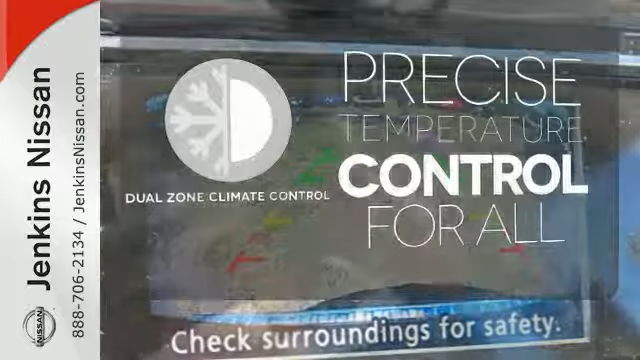 Jenkins Nissan
888-706-2134 / JenkinsNissan.com
NISSAN
DUAL ZONE CLIMATE CONTROL
PRECISE
TEMPERATURE
CONTROL
FOR ALL
Check surroundings for safety.